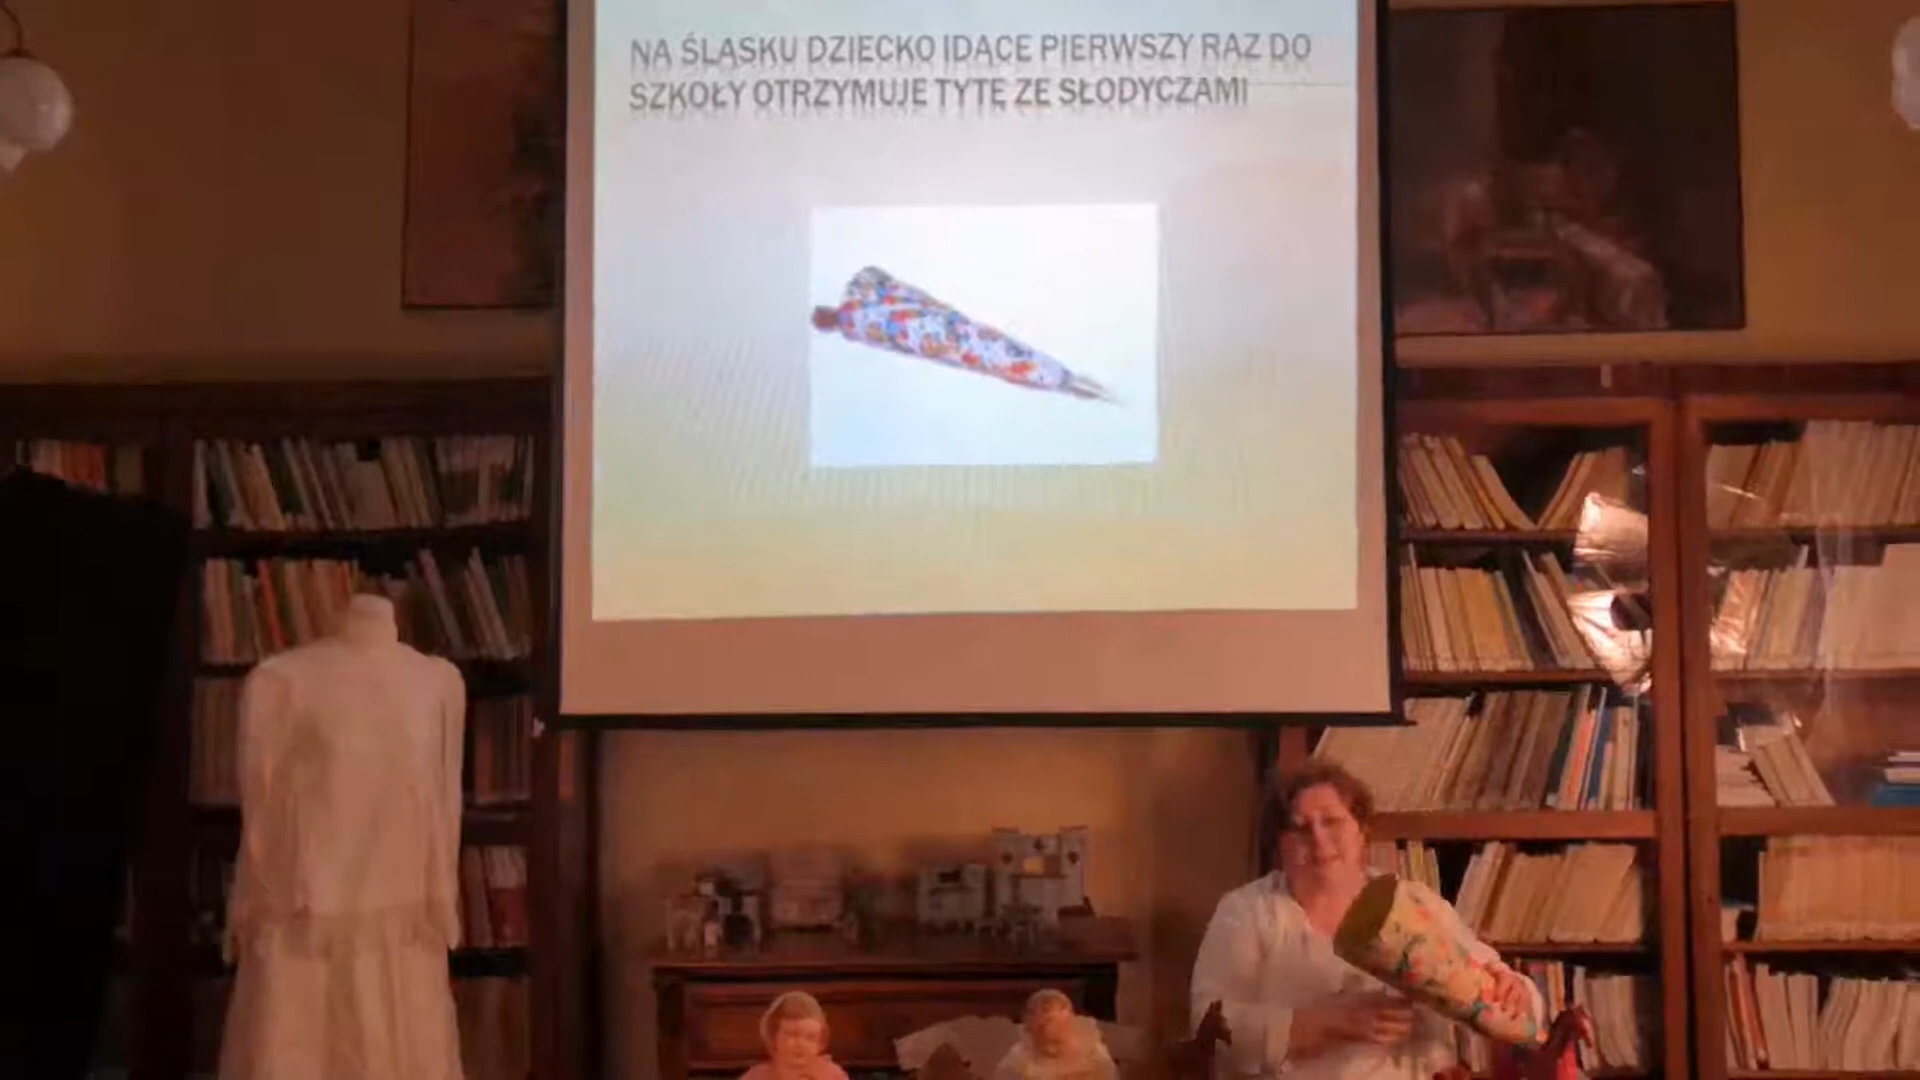 NA ŚLĄSKU DZIECKO IDĄCE PIERWSZY RAZ DO
SZKOŁY OTRZYMUJE TYTĘ ZE SŁODYCZAMI